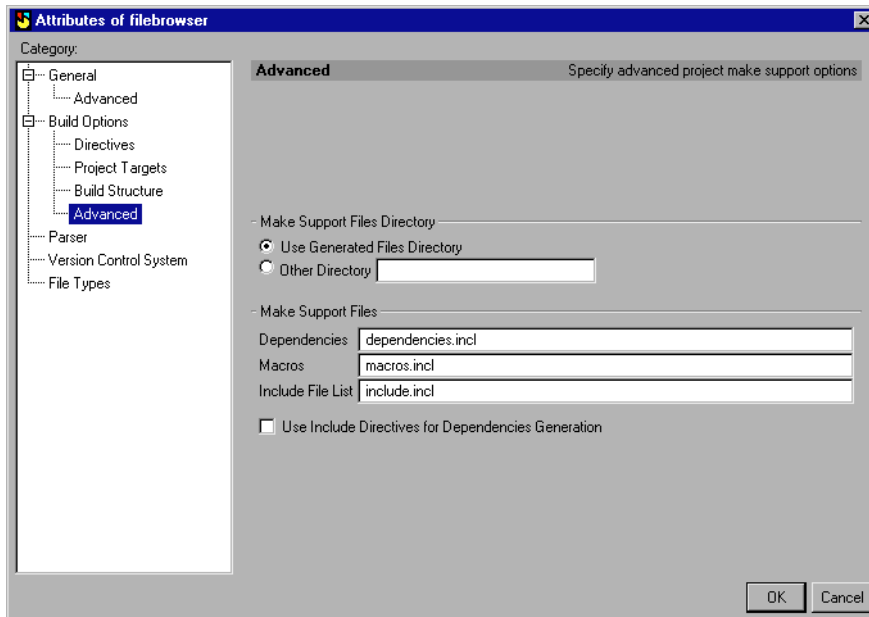 Attributes of filebrowser
Category:
General
Advanced
Build Options
Directives
Project Targets
Build Structure
Advanced
Parser
Version Control System
File Types
Advanced Specify advanced project make support options
Make Support Files Directory
Use Generated Files Directory
Other Directory
Make Support Files
Dependencies dependencies.incl
Macros macros.incl
Include File List include.incl
Use Include Directives for Dependencies Generation
OK Cancel